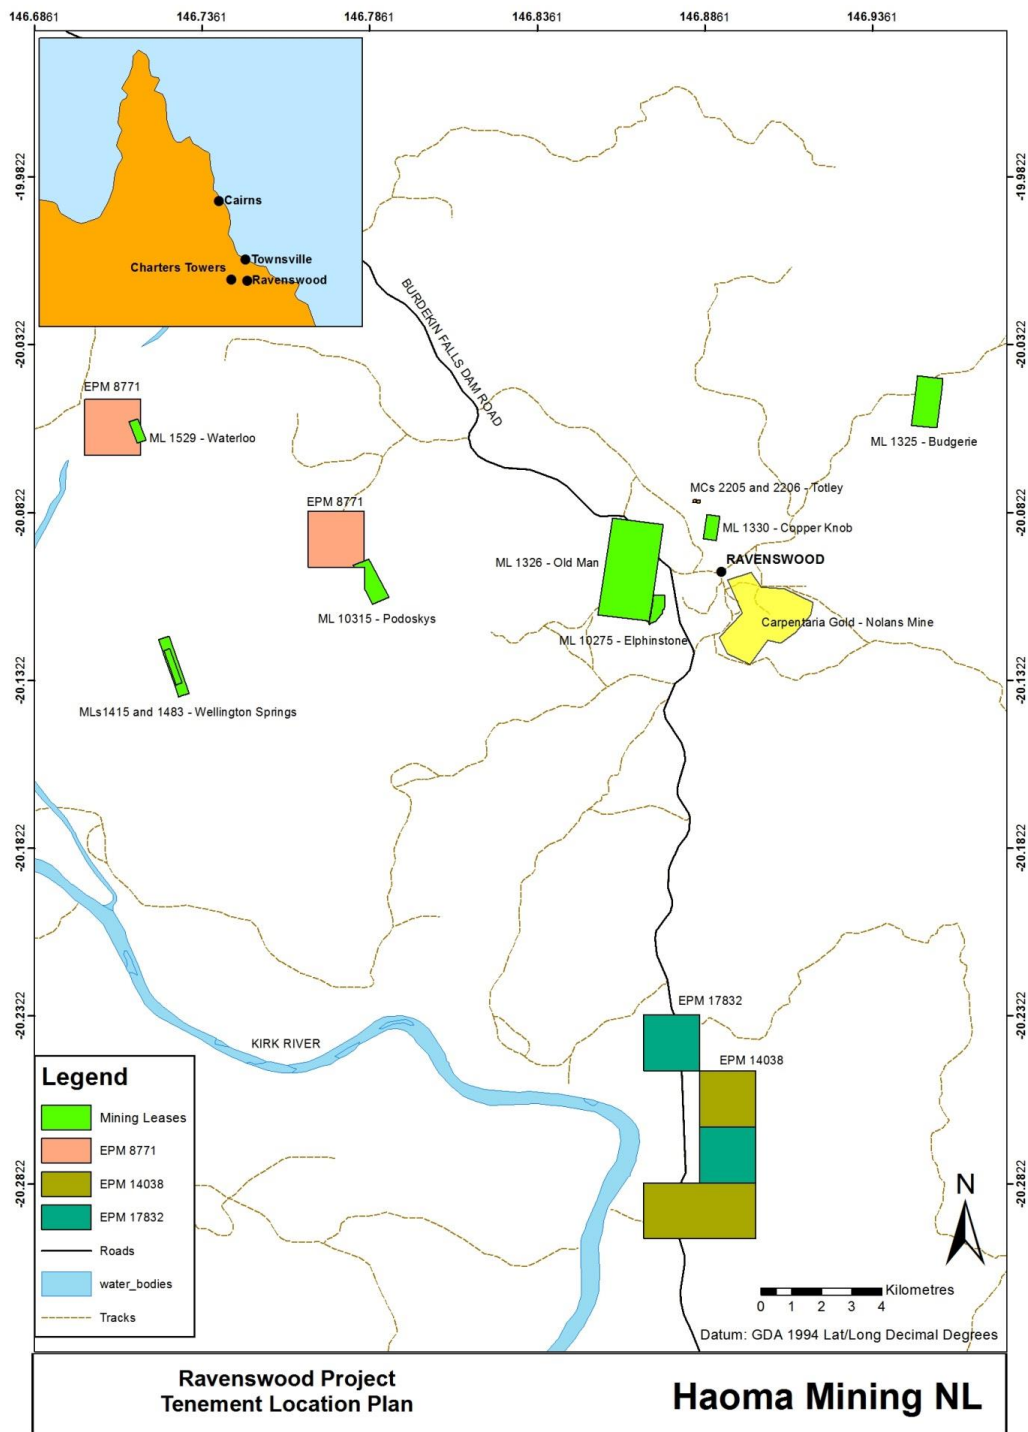 146.6861 146.7361 146.7861 146.8361 146.8861 146.9361
-19.9822
-20.0322
-20.0822
-20.1322
-20.1822
-20.2322
-20.2822
-19.9822
-20.0322
-20.0822
-20.1322
-20.1822
-20.2322
-20.2822
Cairns
Townsville
Charters Towers
Ravenswood
BURDEKIN FALLS DAM ROAD
EPM 8771
ML 1529 - Waterloo
ML 1325 - Budgerie
EPM 8771
MCs 2205 and 2206 - Totley
ML 1330 - Copper Knob
ML 1326 - Old Man
RAVENSWOOD
ML 10315 - Podoskys
Carpentaria Gold - Nolans Mine
ML 10275 - Elphinstone
MLs1415 and 1483 - Wellington Springs
EPM 17832
KIRK RIVER
EPM 14038
Legend
Mining Leases
EPM 8771
EPM 14038
EPM 17832
Roads
water_bodies
Tracks
N
Kilometres
0 1 2 3 4
Datum: GDA 1994 Lat/Long Decimal Degrees
Ravenswood Project
Tenement Location Plan
Haoma Mining NL